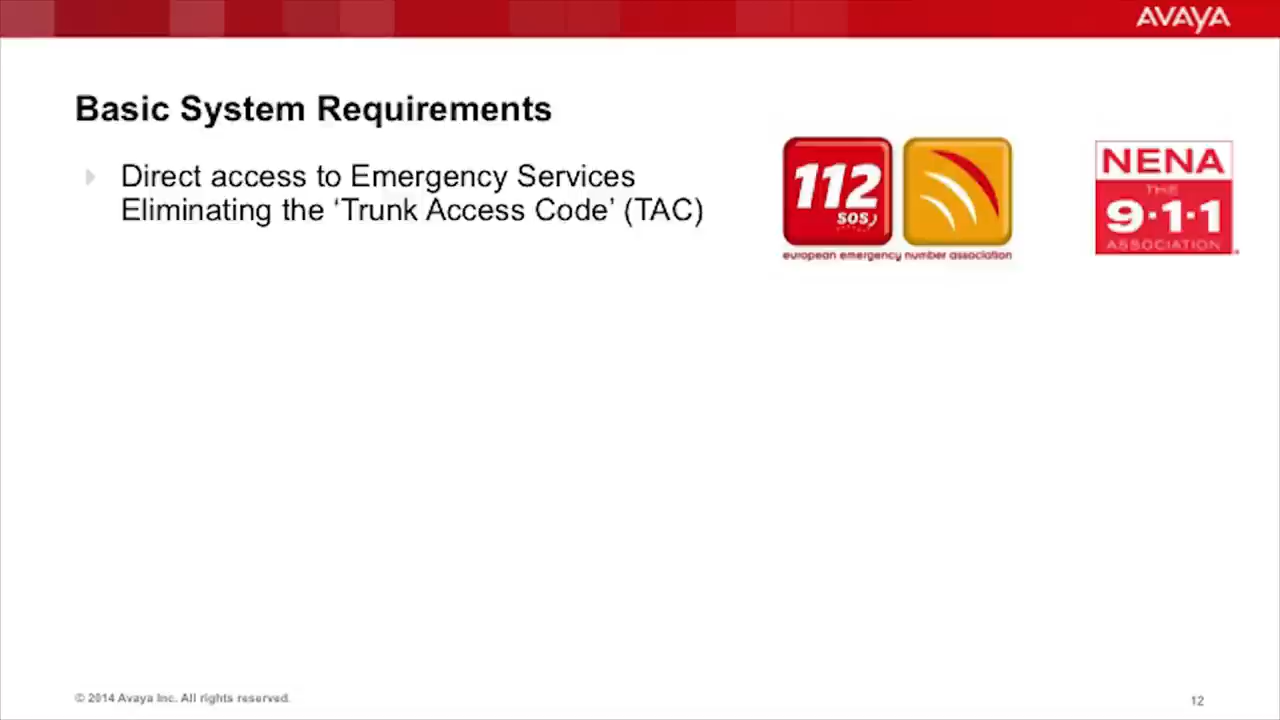 AVAYA
Basic System Requirements
Direct access to Emergency Services
Eliminating the ‘Trunk Access Code’ (TAC)
112
SOS
european emergency number association
NENA
THE
9·1·1
ASSOCIATION
© 2014 Avaya Inc. All rights reserved.
12